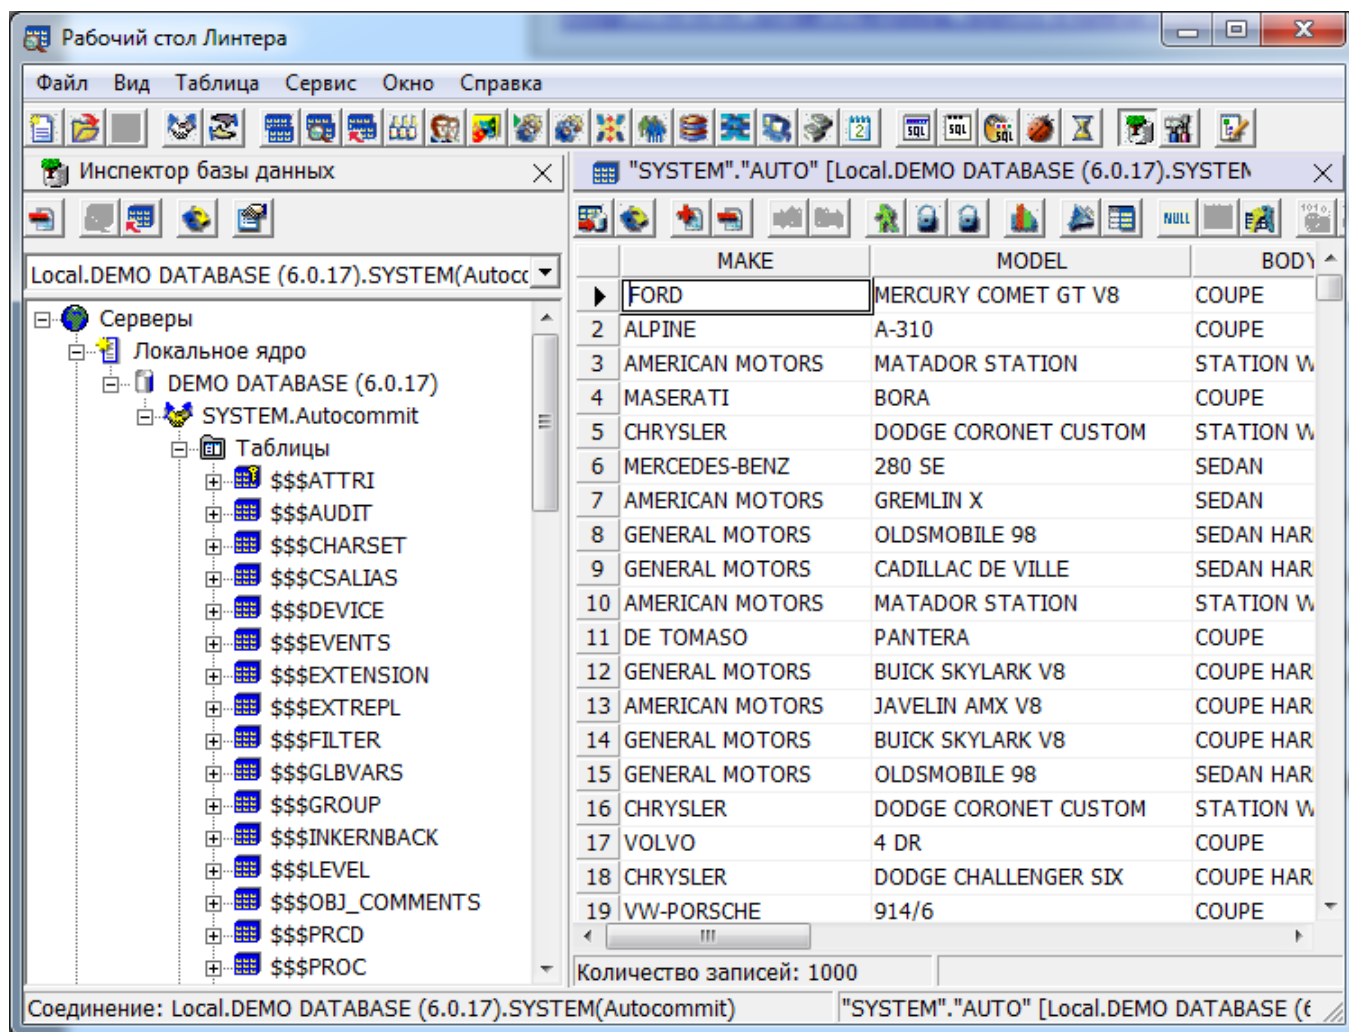 Рабочий стол Линтера
Файл Вид Таблица Сервис Окно Справка
2 SQL SQL SQL
Инспектор базы данных
"SYSTEM"."AUTO" [Local.DEMO DATABASE (6.0.17).SYSTEM
NULL
Local.DEMO DATABASE (6.0.17).SYSTEM(Autocc
Серверы
Локальное ядро
DEMO DATABASE (6.0.17)
SYSTEM.Autocommit
Таблицы
$$$ATTRI
$$$AUDIT
$$$CHARSET
$$$CSALIAS
$$$DEVICE
$$$EVENTS
$$$EXTENSION
$$$EXTREPL
$$$FILTER
$$$GLBVARS
$$$GROUP
$$$INKERNBACK
$$$LEVEL
$$$OBJ_COMMENTS
$$$PRCD
$$$PROC
MAKE MODEL BODY
FORD MERCURY COMET GT V8 COUPE
2 ALPINE A-310 COUPE
3 AMERICAN MOTORS MATADOR STATION STATION W
4 MASERATI BORA COUPE
5 CHRYSLER DODGE CORONET CUSTOM STATION W
6 MERCEDES-BENZ 280 SE SEDAN
7 AMERICAN MOTORS GREMLIN X SEDAN
8 GENERAL MOTORS OLDSMOBILE 98 SEDAN HAR
9 GENERAL MOTORS CADILLAC DE VILLE SEDAN HAR
10 AMERICAN MOTORS MATADOR STATION STATION W
11 DE TOMASO PANTERA COUPE
12 GENERAL MOTORS BUICK SKYLARK V8 COUPE HAR
13 AMERICAN MOTORS JAVELIN AMX V8 COUPE HAR
14 GENERAL MOTORS BUICK SKYLARK V8 COUPE HAR
15 GENERAL MOTORS OLDSMOBILE 98 SEDAN HAR
16 CHRYSLER DODGE CORONET CUSTOM STATION W
17 VOLVO 4 DR COUPE
18 CHRYSLER DODGE CHALLENGER SIX COUPE HAR
19 VW-PORSCHE 914/6 COUPE
Количество записей: 1000
Соединение: Local.DEMO DATABASE (6.0.17).SYSTEM(Autocommit) "SYSTEM"."AUTO" [Local.DEMO DATABASE (6